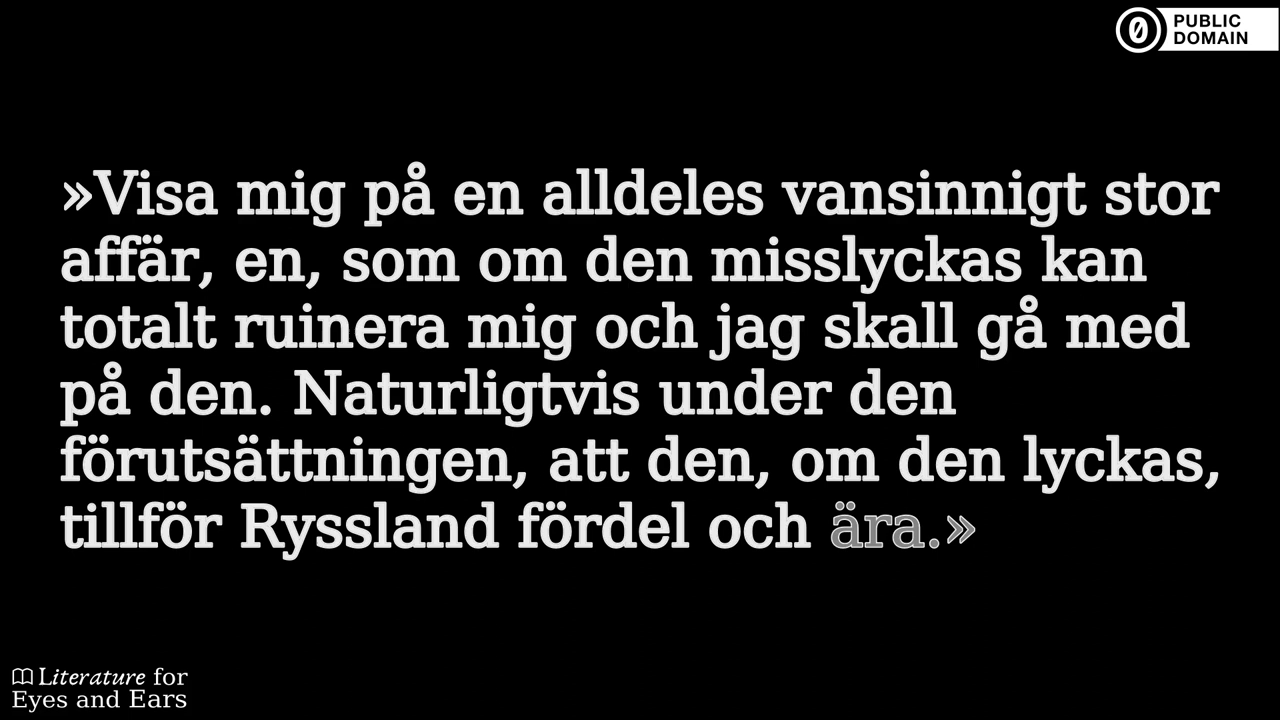 PUBLIC
DOMAIN
»Visa mig på en alldeles vansinnigt stor
affär, en, som om den misslyckas kan
totalt ruinera mig och jag skall gå med
på den. Naturligtvis under den
förutsättningen, att den, om den lyckas,
tillför Ryssland fördel och ära.»
Literature for
Eyes and Ears